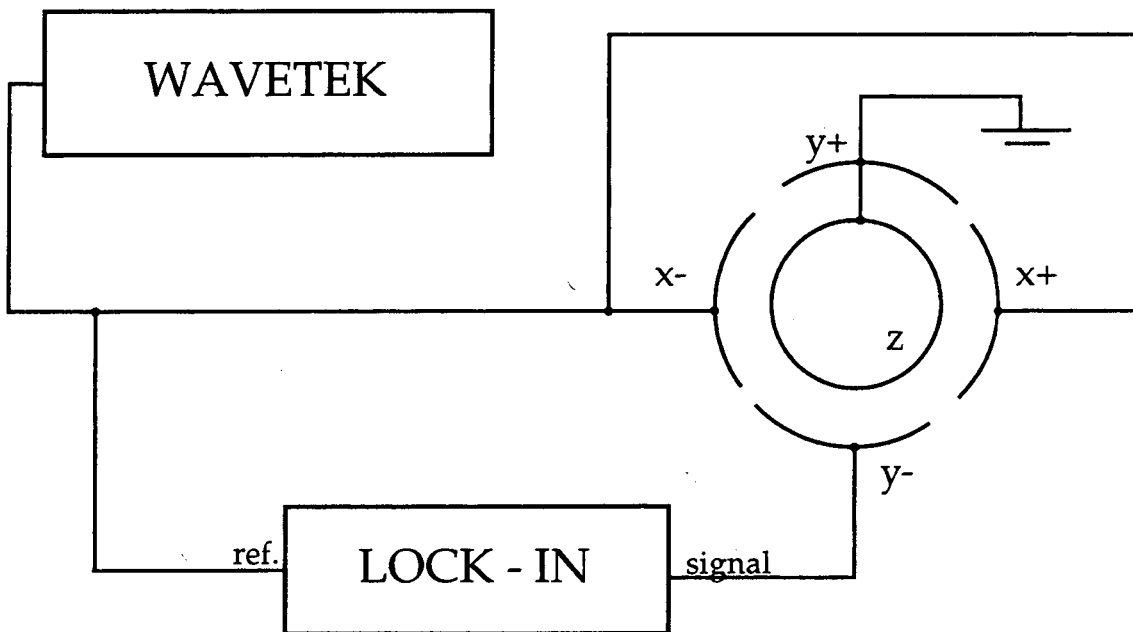 WAVETEK
y+
x-
x+
z
y-
ref.
LOCK - IN
signal